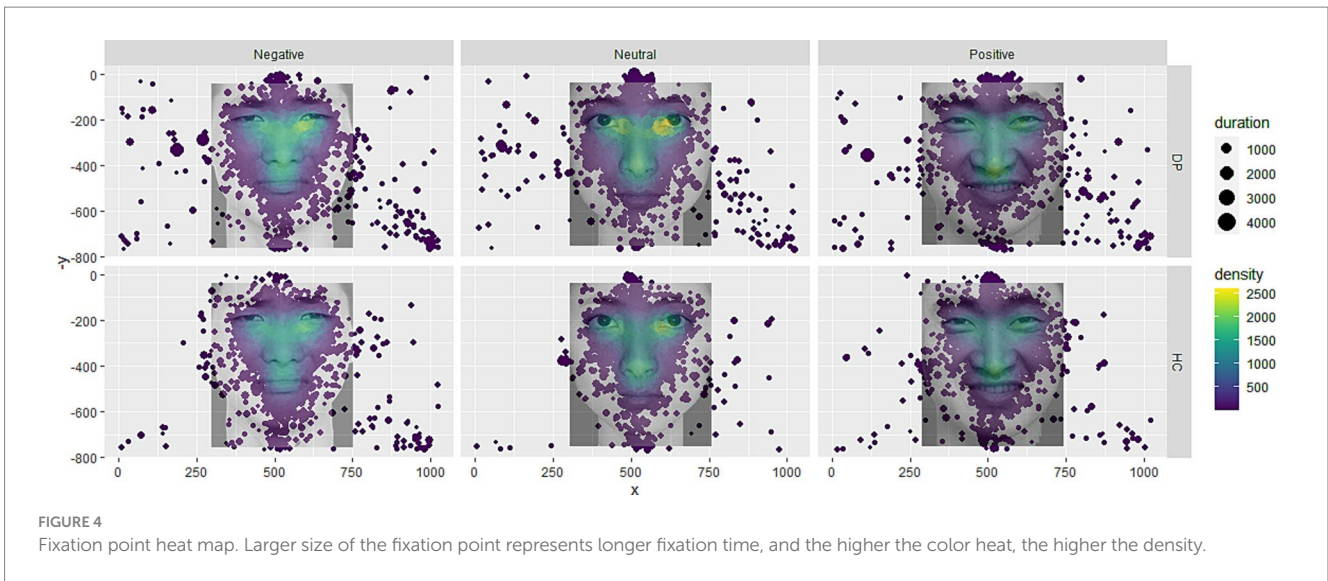 Negative Neutral Positive
0
-200
-400
-600
-800
DP
0
-200
-400
-600
-800
HC
-y
0 250 500 750 1000 0 250 500 750 1000 0 250 500 750 1000
x
duration
1000
2000
3000
4000
density
2500
2000
1500
1000
500
FIGURE 4
Fixation point heat map. Larger size of the fixation point represents longer fixation time, and the higher the color heat, the higher the density.